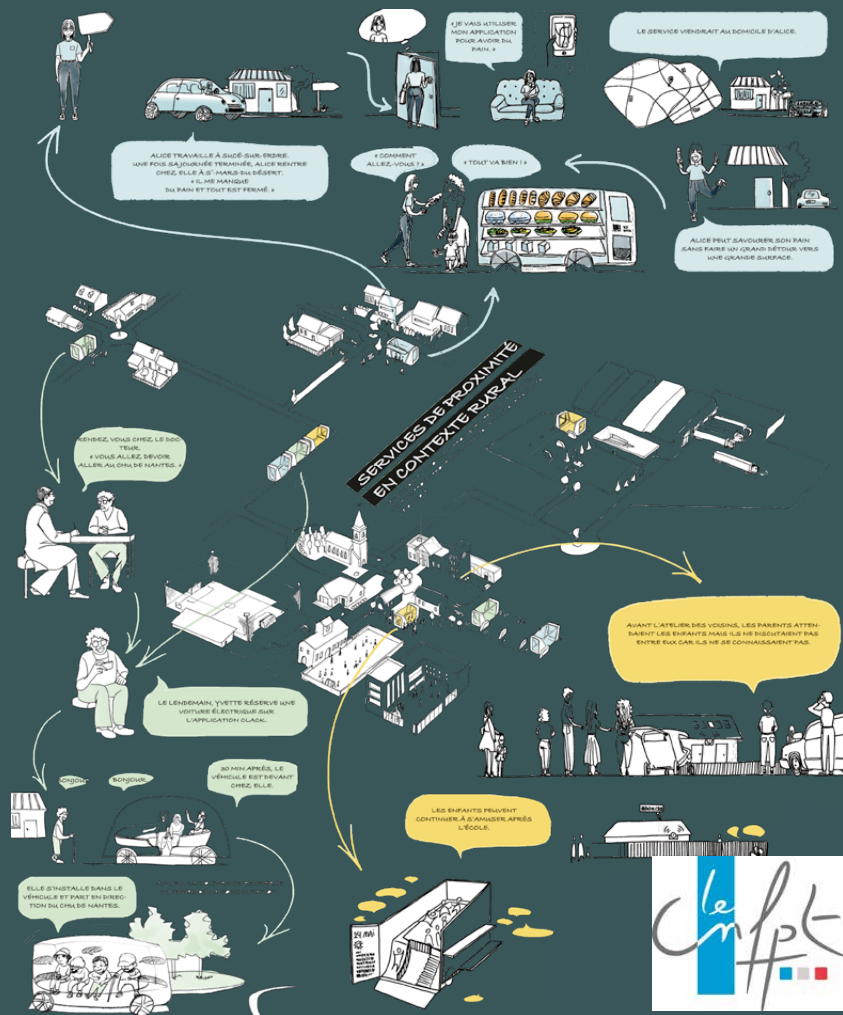 « JE VAIS UTILISER
MON APPLICATION
POUR AVOIR DU
PAIN. »
LE SERVICE VIENDRAIT AU DOMICILE D'ALICE.
ALICE TRAVAILLE À SUCÉ-SUR-ERDRE.
UNE FOIS SA JOURNÉE TERMINÉE, ALICE RENTRE
CHEZ ELLE À ST-MARS-DU-DÉSERT.
« IL ME MANQUE
DU PAIN ET TOUT EST FERMÉ. »
« COMMENT
ALLEZ-VOUS ? »
« TOUT VA BIEN ! »
ALICE PEUT SAVOURER SON PAIN
SANS FAIRE UN GRAND DÉTOUR VERS
UNE GRANDE SURFACE.
SERVICES DE PROXIMITÉ
EN CONTEXTE RURAL
RENDEZ, VOUS CHEZ LE DOC-
TEUR.
« VOUS ALLEZ DEVOIR
ALLER AU CHU DE NANTES. »
AVANT L'ATELIER DES VOISINS, LES PARENTS ATTEN-
DAIENT LES ENFANTS MAIS ILS NE DISCUTAIENT PAS
ENTRE EUX CAR ILS NE SE CONNAISSAIENT PAS.
LE LENDEMAIN, YVETTE RÉSERVE UNE
VOITURE ÉLECTRIQUE SUR
L'APPLICATION CLACK.
BONJOUR
BONJOUR
30 MIN APRÈS, LE
VÉHICULE EST DEVANT
CHEZ ELLE.
LES ENFANTS PEUVENT
CONTINUER À S'AMUSER APRÈS
L'ÉCOLE.
ELLE S'INSTALLE DANS LE
VÉHICULE ET PART EN DIREC-
TION DU CHU DE NANTES.
24 MAI
le
cnfpt